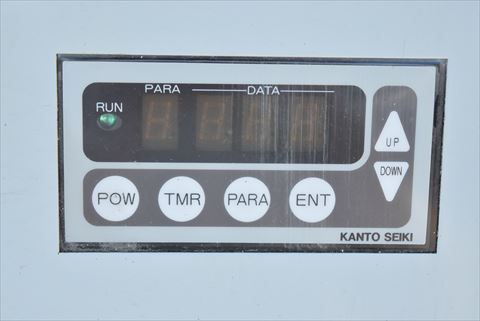 PARA DATA
RUN
UP
DOWN
POW TMR PARA ENT
KANTO SEIKI